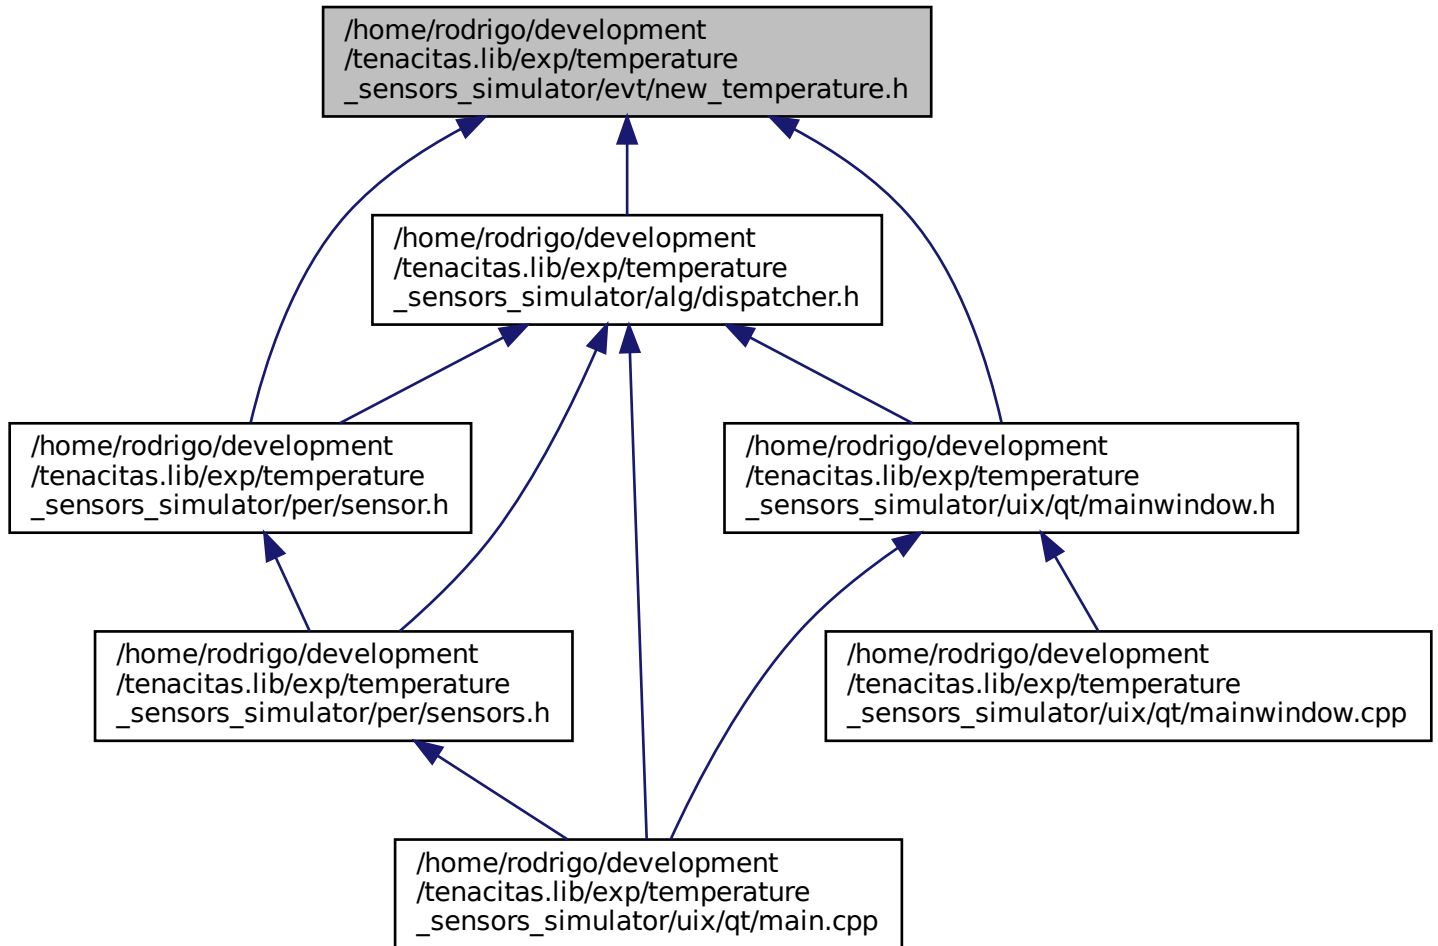 /home/rodrigo/development
/tenacitas.lib/exp/temperature
_sensors_simulator/evt/new_temperature.h
/home/rodrigo/development
/tenacitas.lib/exp/temperature
_sensors_simulator/alg/dispatcher.h
/home/rodrigo/development
/tenacitas.lib/exp/temperature
_sensors_simulator/per/sensor.h
/home/rodrigo/development
/tenacitas.lib/exp/temperature
_sensors_simulator/uix/qt/mainwindow.h
/home/rodrigo/development
/tenacitas.lib/exp/temperature
_sensors_simulator/per/sensors.h
/home/rodrigo/development
/tenacitas.lib/exp/temperature
_sensors_simulator/uix/qt/mainwindow.cpp
/home/rodrigo/development
/tenacitas.lib/exp/temperature
_sensors_simulator/uix/qt/main.cpp